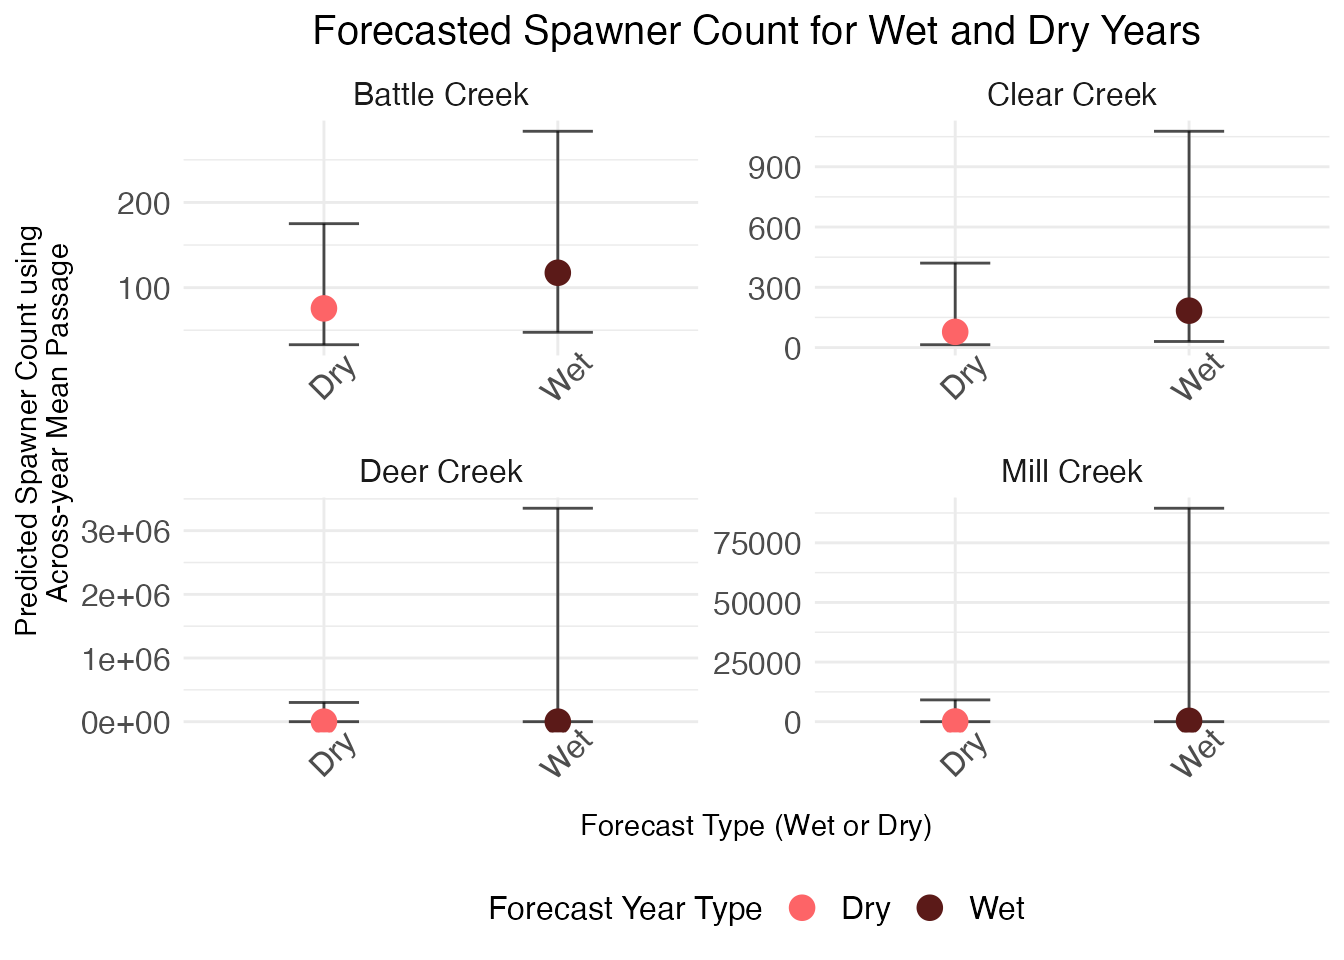 Forecasted Spawner Count for Wet and Dry Years
Predicted Spawner Count using
Across-year Mean Passage
Battle Creek
200
100
Dry
Wet
Clear Creek
900
600
300
0
Dry
Wet
Deer Creek
3e+06
2e+06
1e+06
0e+00
Dry
Wet
Mill Creek
75000
50000
25000
0
Dry
Wet
Forecast Type (Wet or Dry)
Forecast Year Type Dry Wet